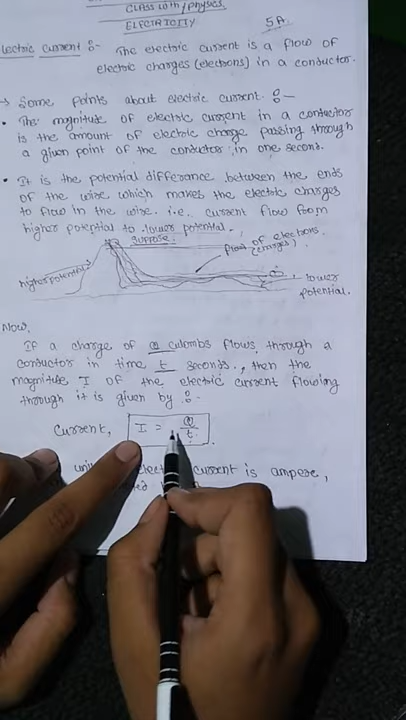 CLASS 10th / Physics
ELECTRICITY
5A
lectric current :- The electric current is a flow of
electric charges (electrons) in a conductor.
→ Some points about electric current :-
• The magnitude of electric current in a conductor
is the amount of electric charge passing through
a given point of the conductor in one second.
• It is the potential difference between the ends
of the wire which makes the electric charges
to flow in the wire. i.e., current flow from
higher potential to lower potential.
suppose
flow of electrons
(charges)
higher potential
lower
potential.
Now,
If a charge of Q culombs flows through a
conductor in time t seconds, then the
magnitude I of the electric current flowing
through it is given by :-
Current, I = Q/t
current is ampere,